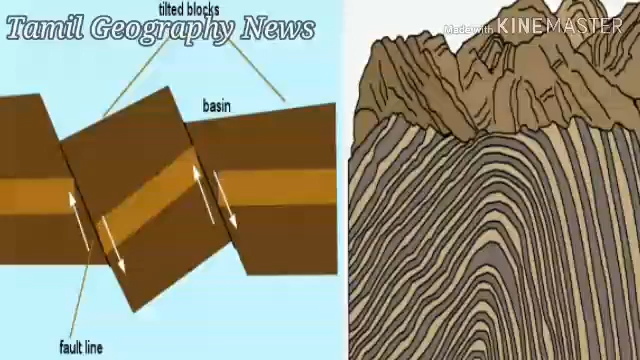 tilted blocks
Tamil Geography News
Made with KINEMASTER
basin
fault line